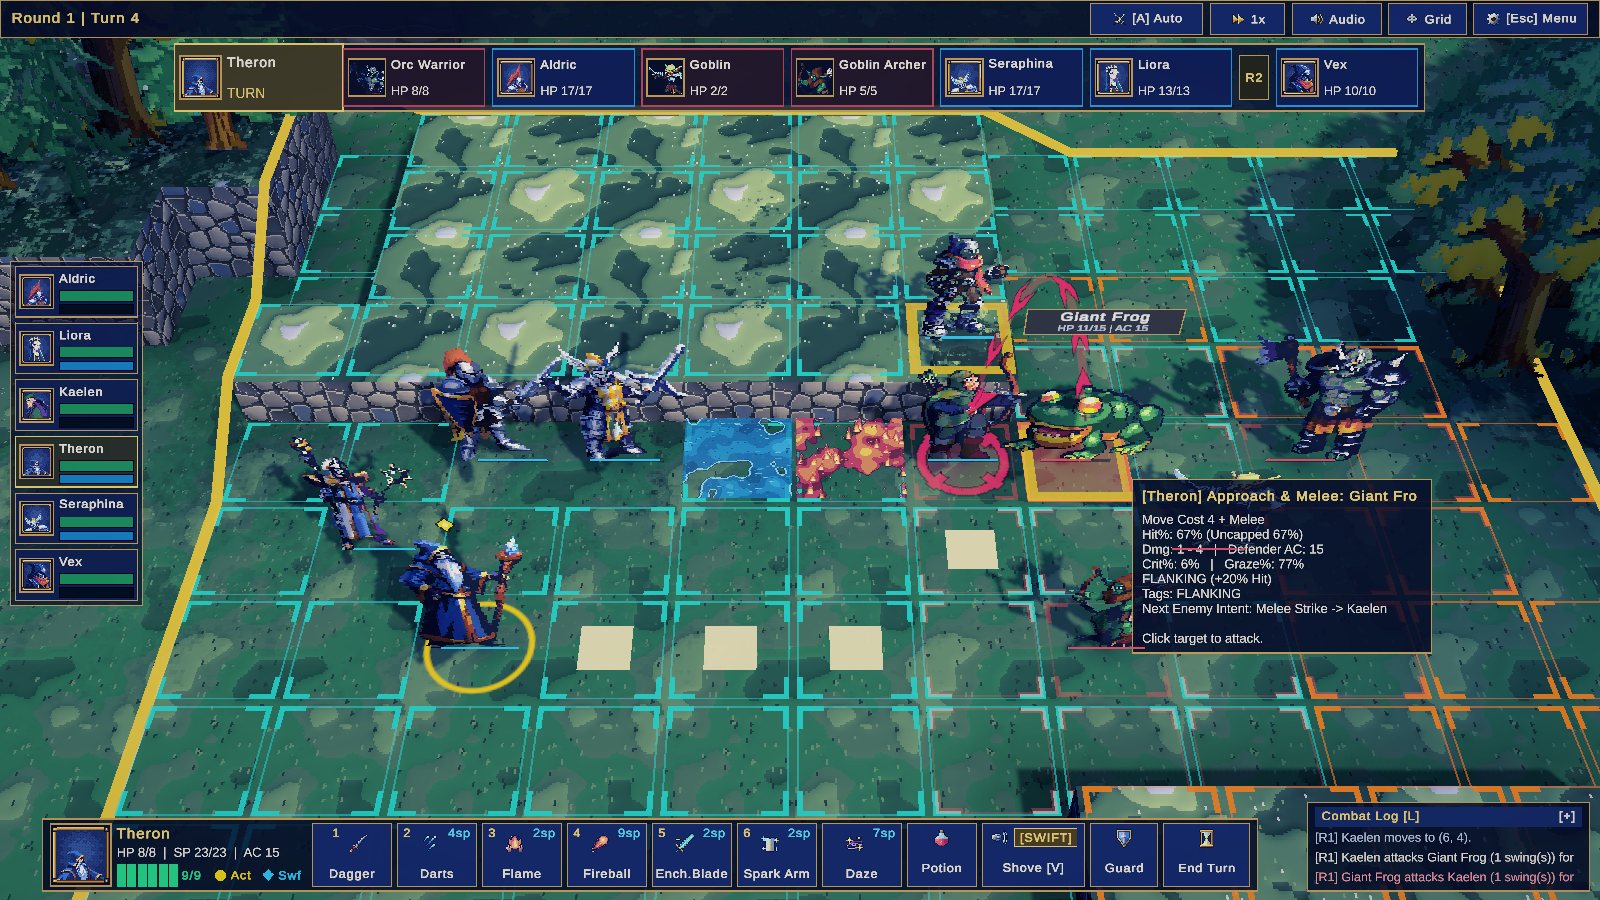 Round 1 | Turn 4
[A] Auto
1x
Audio
Grid
[Esc] Menu
Theron
TURN
Orc Warrior
HP 8/8
Aldric
HP 17/17
Goblin
HP 2/2
Goblin Archer
HP 5/5
Seraphina
HP 17/17
Liora
HP 13/13
R2
Vex
HP 10/10
Aldric
Liora
Kaelen
Theron
Seraphina
Vex
Giant Frog
HP 11/15 | AC 15
[Theron] Approach & Melee: Giant Fro
Move Cost 4 + Melee
Hit%: 67% (Uncapped 67%)
Dmg: 1 - 4 | Defender AC: 15
Crit%: 6% | Graze%: 77%
FLANKING (+20% Hit)
Tags: FLANKING
Next Enemy Intent: Melee Strike -> Kaelen
Click target to attack.
Theron
HP 8/8 | SP 23/23 | AC 15
9/9 Act Swf
1
Dagger
2 4sp
Darts
3 2sp
Flame
4 9sp
Fireball
5 2sp
Ench.Blade
6 2sp
Spark Arm
7sp
Daze
Potion
[SWIFT]
Shove [V]
Guard
End Turn
Combat Log [L] [+]
[R1] Kaelen moves to (6, 4).
[R1] Kaelen attacks Giant Frog (1 swing(s)) for
[R1] Giant Frog attacks Kaelen (1 swing(s)) for